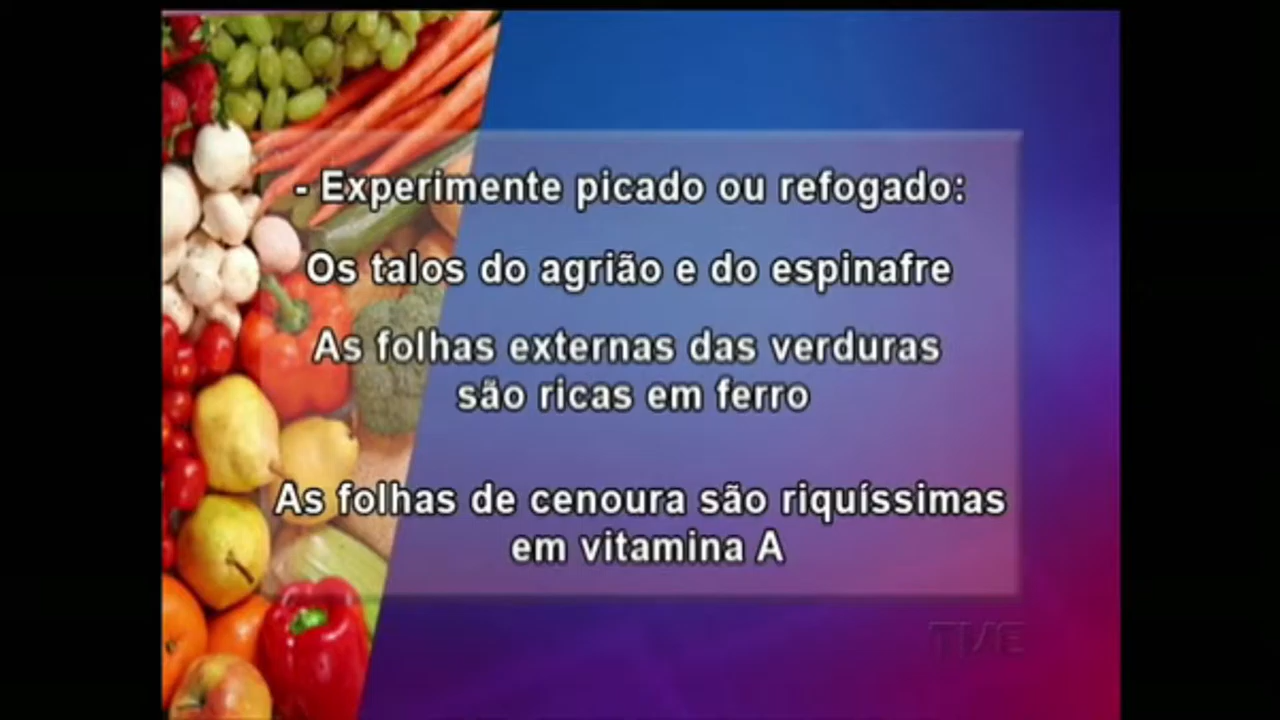 - Experimente picado ou refogado:
Os talos do agrião e do espinafre
As folhas externas das verduras
são ricas em ferro
As folhas de cenoura são riquíssimas
em vitamina A